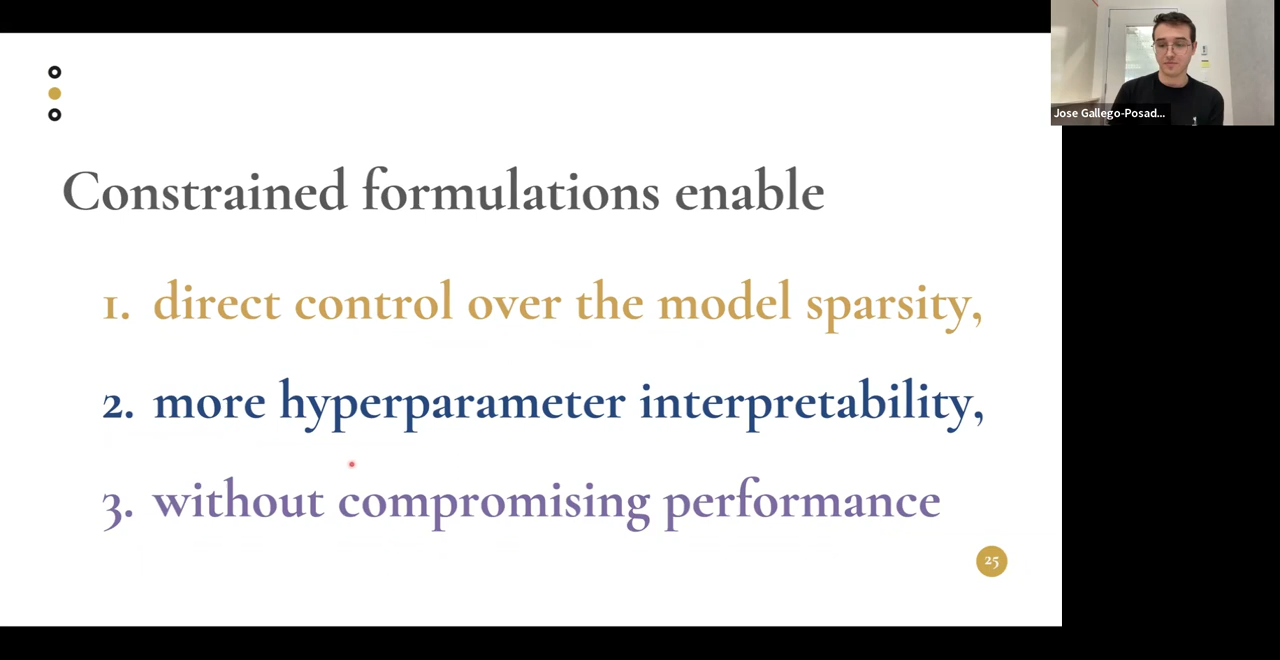 Jose Gallego-Posad...
Constrained formulations enable
1. direct control over the model sparsity,
2. more hyperparameter interpretability,
3. without compromising performance
25